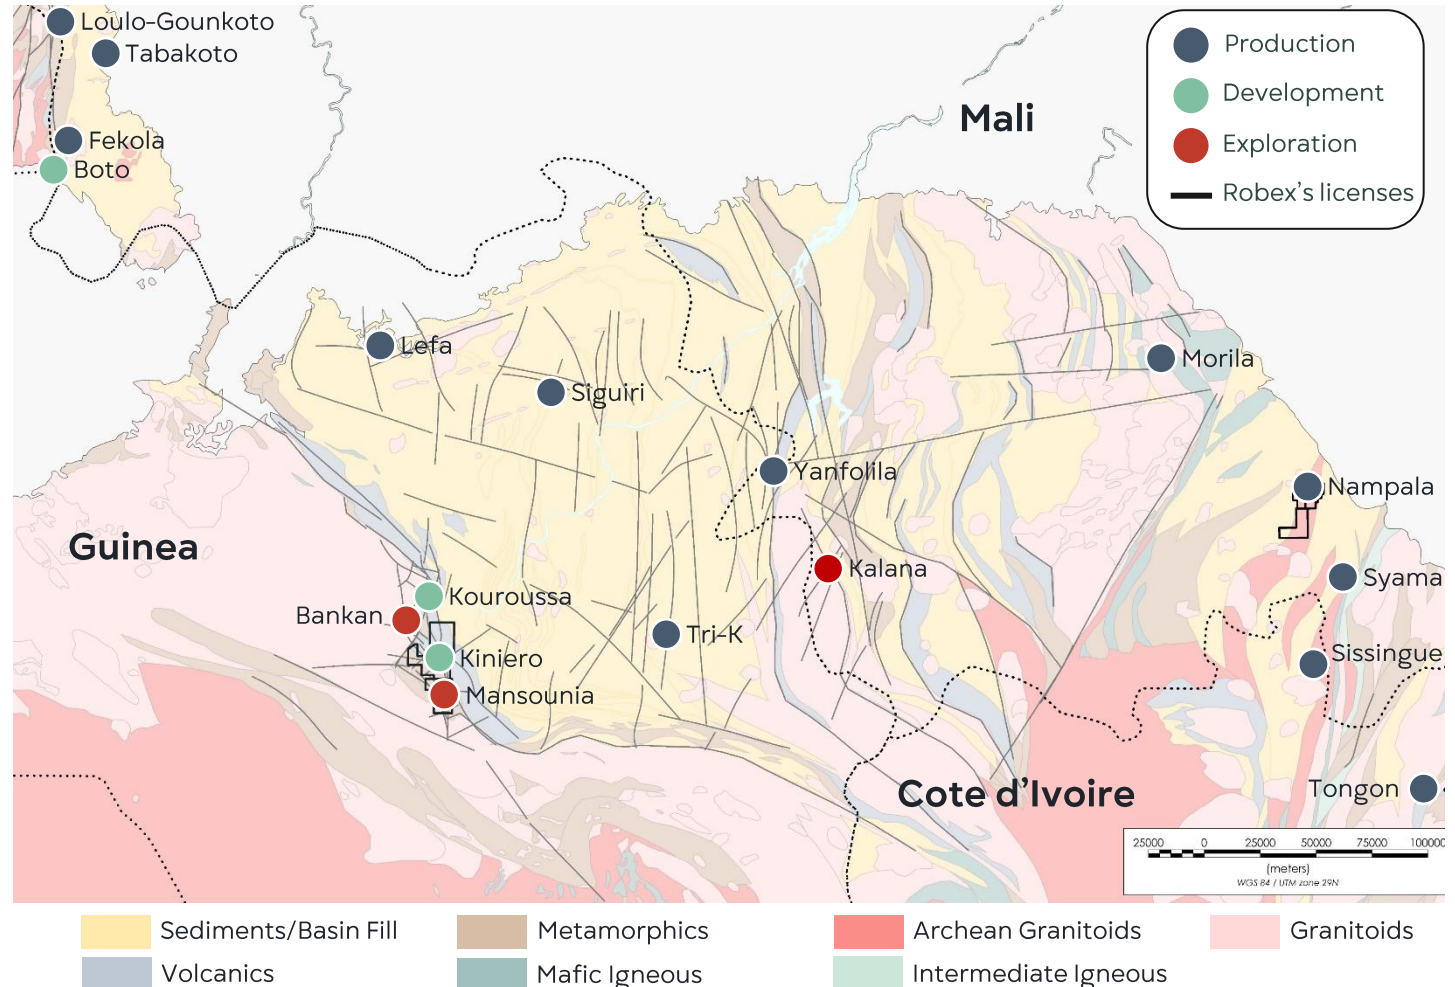 Loulo-Gounkoto
Tabakoto
Fekola
Boto
Mali
Production
Development
Exploration
Robex's licenses
Lefa
Siguiri
Morila
Yanfolila
Nampala
Guinea
Kalana
Syama
Kouroussa
Bankan
Tri-K
Kiniero
Sissingue
Mansounia
Cote d'Ivoire
Tongon
25000 0 25000 50000 75000 100000
(meters)
WGS 84 / UTM zone 29N
Sediments/Basin Fill
Metamorphics
Archean Granitoids
Granitoids
Volcanics
Mafic Igneous
Intermediate Igneous